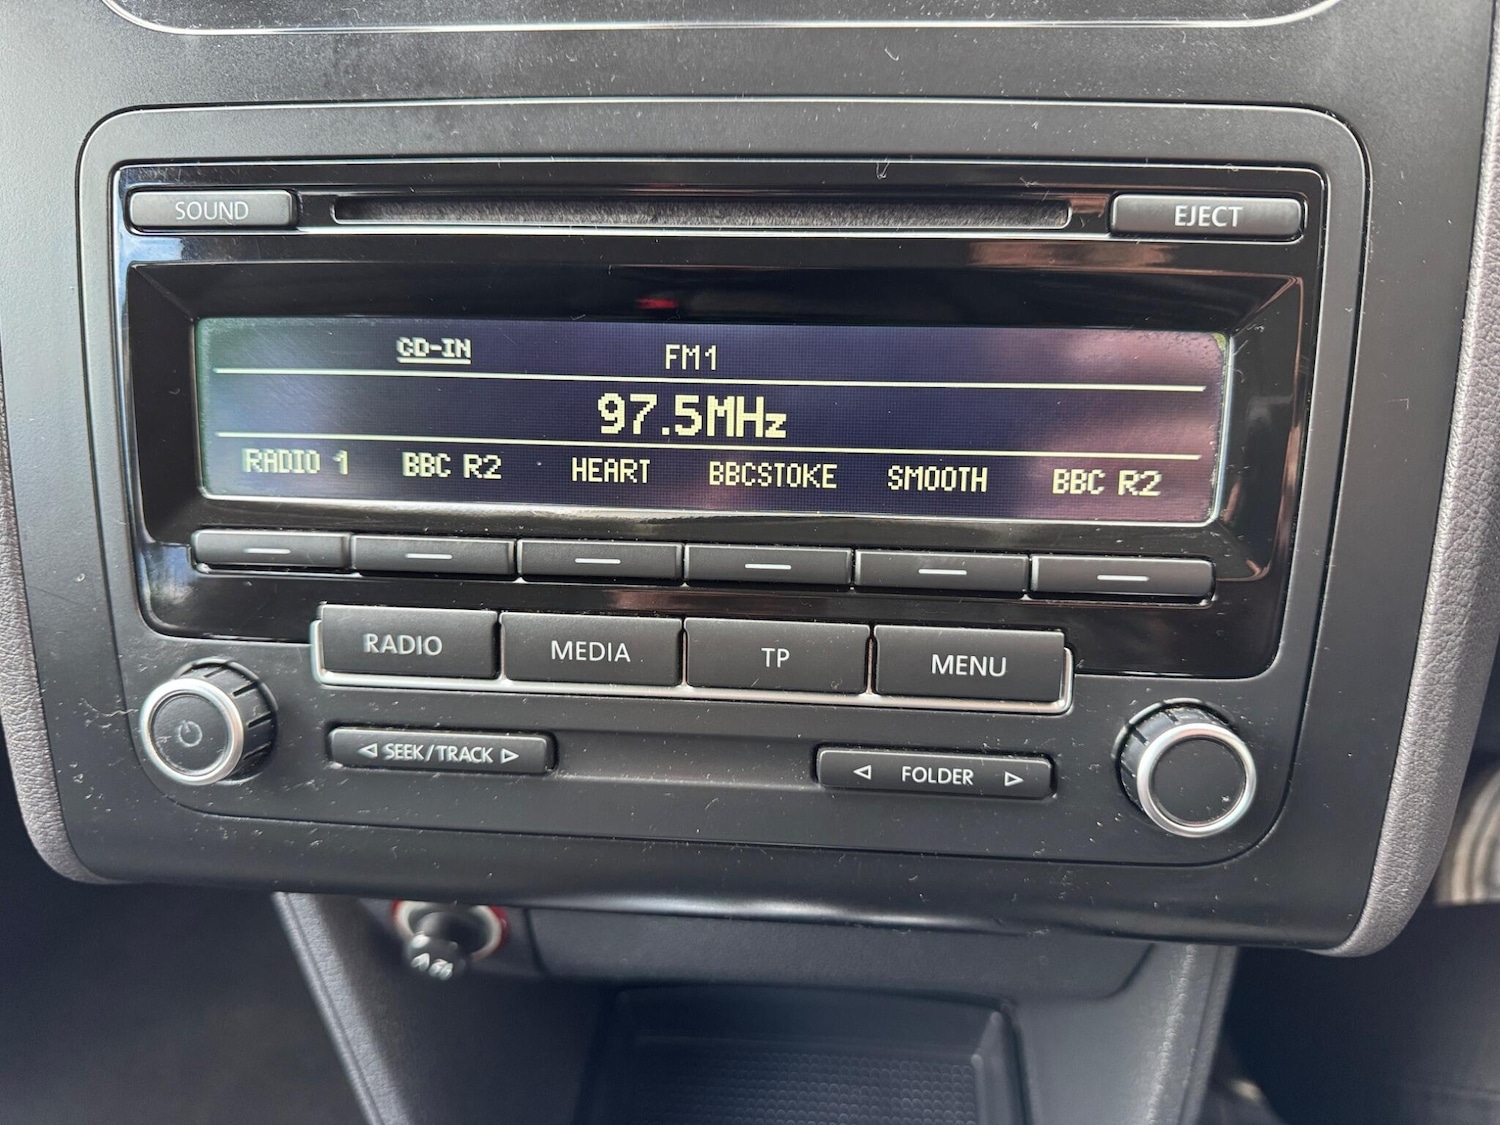 SOUND EJECT
CD-IN FM1
97.5MHz
RADIO 1 BBC R2 HEART BBCSTOKE SMOOTH BBC R2
RADIO MEDIA TP MENU
SEEK/TRACK FOLDER
12 V